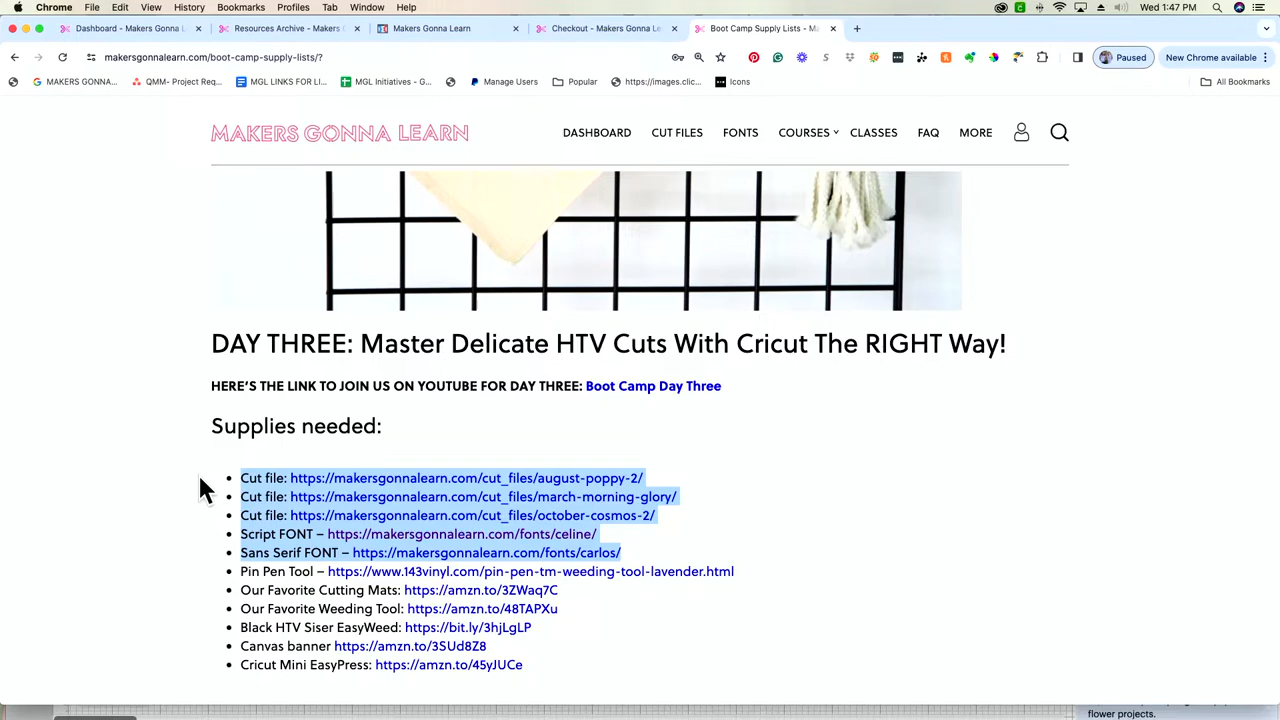 Chrome File Edit View History Bookmarks Profiles Tab Window Help Wed 1:47 PM
Dashboard - Makers Gonna L
Resources Archive - Makers
Makers Gonna Learn
Checkout - Makers Gonna Le
Boot Camp Supply Lists - Ma
makersgonnalearn.com/boot-camp-supply-lists/?
Paused
New Chrome available
MAKERS GONNA... QMM- Project Req... MGL LINKS FOR LI... MGL Initiatives - G... Manage Users Popular https://images.clic... Icons All Bookmarks
MAKERS GONNA LEARN
DASHBOARD CUT FILES FONTS COURSES CLASSES FAQ MORE
DAY THREE: Master Delicate HTV Cuts With Cricut The RIGHT Way!
HERE'S THE LINK TO JOIN US ON YOUTUBE FOR DAY THREE: Boot Camp Day Three
Supplies needed:
• Cut file: https://makersgonnalearn.com/cut_files/august-poppy-2/
• Cut file: https://makersgonnalearn.com/cut_files/march-morning-glory/
• Cut file: https://makersgonnalearn.com/cut_files/october-cosmos-2/
• Script FONT – https://makersgonnalearn.com/fonts/celine/
• Sans Serif FONT – https://makersgonnalearn.com/fonts/carlos/
• Pin Pen Tool – https://www.143vinyl.com/pin-pen-tm-weeding-tool-lavender.html
• Our Favorite Cutting Mats: https://amzn.to/3ZWaq7C
• Our Favorite Weeding Tool: https://amzn.to/48TAPXu
• Black HTV Siser EasyWeed: https://bit.ly/3hjLgLP
• Canvas banner https://amzn.to/3SUd8Z8
• Cricut Mini EasyPress: https://amzn.to/45yJUCe
flower projects.